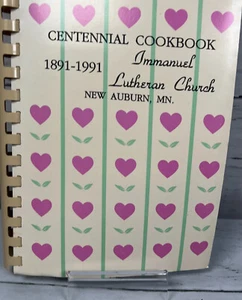 CENTENNIAL COOKBOOK
1891-1991 Immanuel
Lutheran Church
NEW AUBURN, MN.